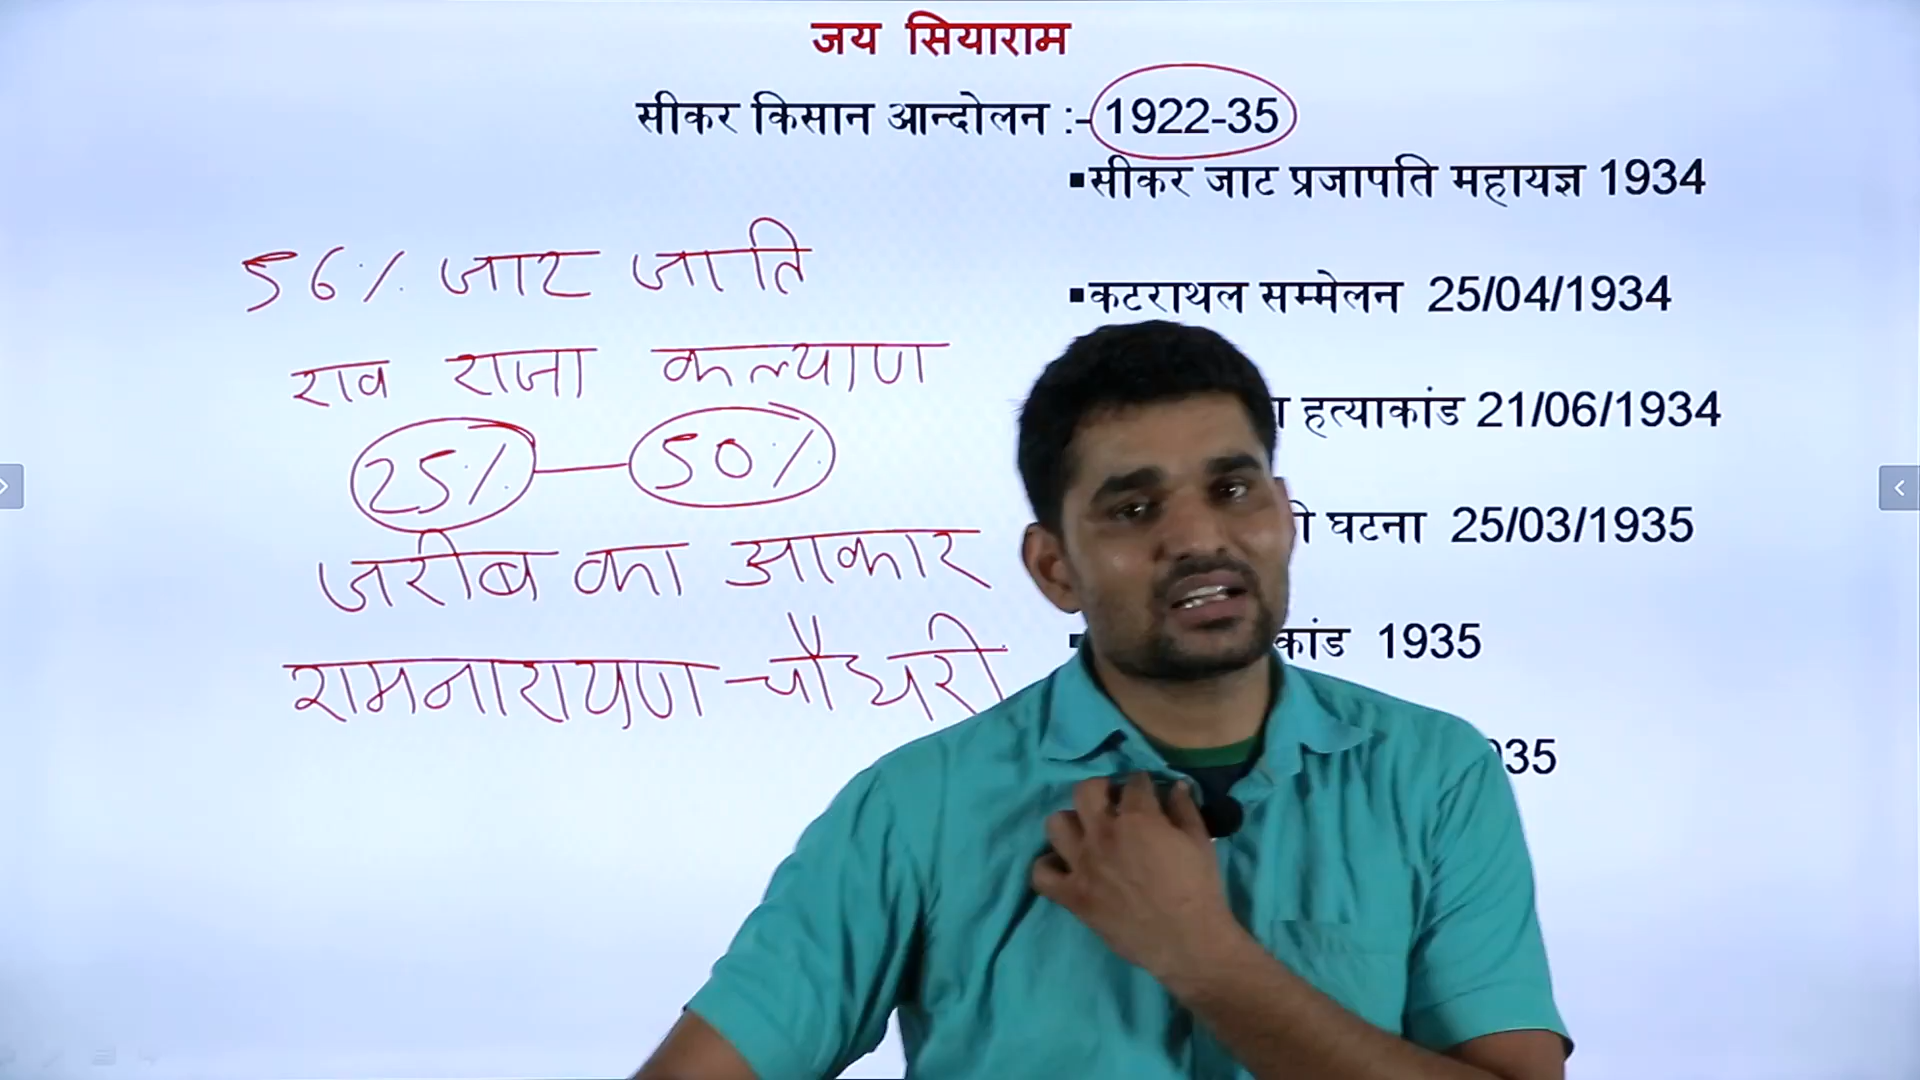 जय सियाराम
सीकर किसान आन्दोलन :- 1922-35
▪सीकर जाट प्रजापति महायज्ञ 1934
56% जाट जाति
▪कटराथल सम्मेलन 25/04/1934
राव राजा कल्याण
हत्याकांड 21/06/1934
25% — 50%
घटना 25/03/1935
जरीब का आकार
▪ कांड 1935
रामनारायण चौधरी
35